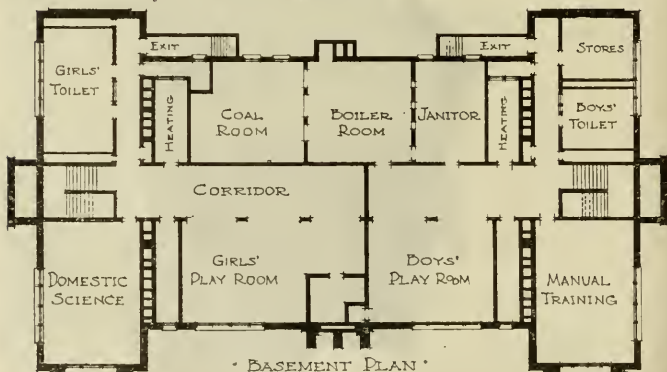 EXIT
EXIT
STORES
GIRLS'
TOILET
HEATING
COAL
ROOM
BOILER
ROOM
JANITOR
HEATING
BOYS'
TOILET
CORRIDOR
GIRLS'
PLAY ROOM
BOYS'
PLAY ROOM
DOMESTIC
SCIENCE
MANUAL
TRAINING
· BASEMENT PLAN ·